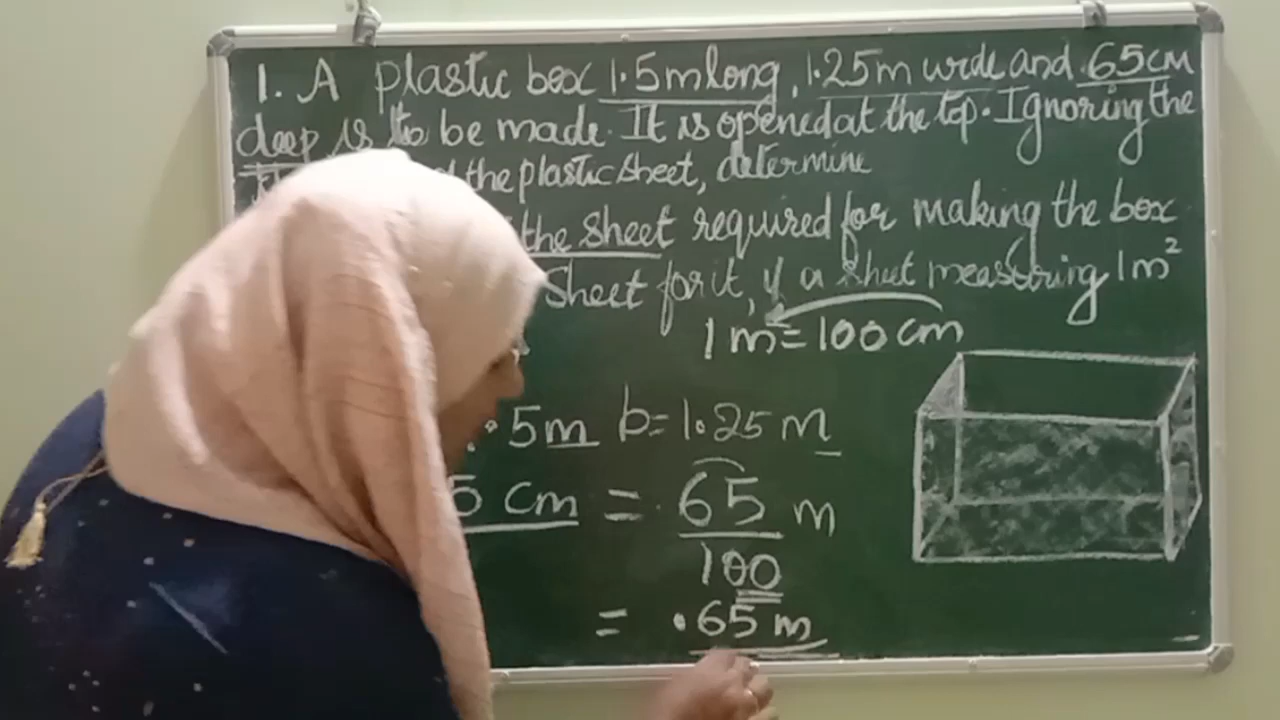 1. A plastic box 1.5m long, 1.25m wide and 65cm
deep is to be made. It is opened at the top. Ignoring the
the plastic sheet, determine
the sheet required for making the box
Sheet for it, if a sheet measuring 1m²
1m = 100cm
.5m b=1.25 m
5 cm = 65/100 m
= .65 m